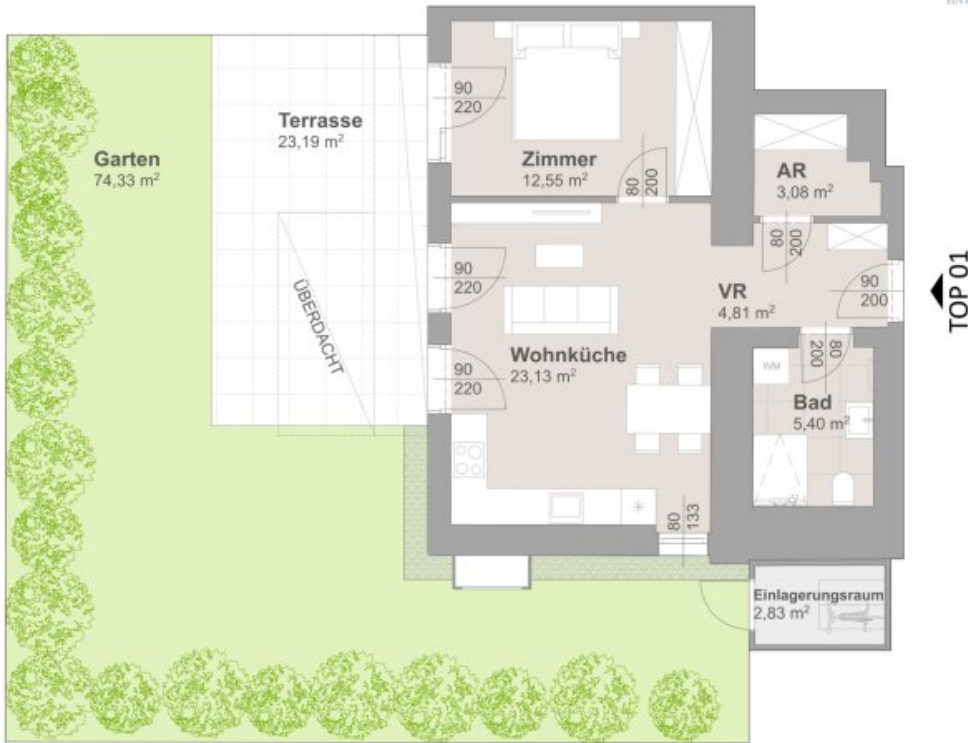 Garten
74,33 m²
Terrasse
23,19 m²
ÜBERDACHT
90
220
Zimmer
12,55 m²
80
200
AR
3,08 m²
80
200
90
220
VR
4,81 m²
90
200
TOP 01
Wohnküche
23,13 m²
90
220
80
200
WM
Bad
5,40 m²
80
133
Einlagerungsraum
2,83 m²